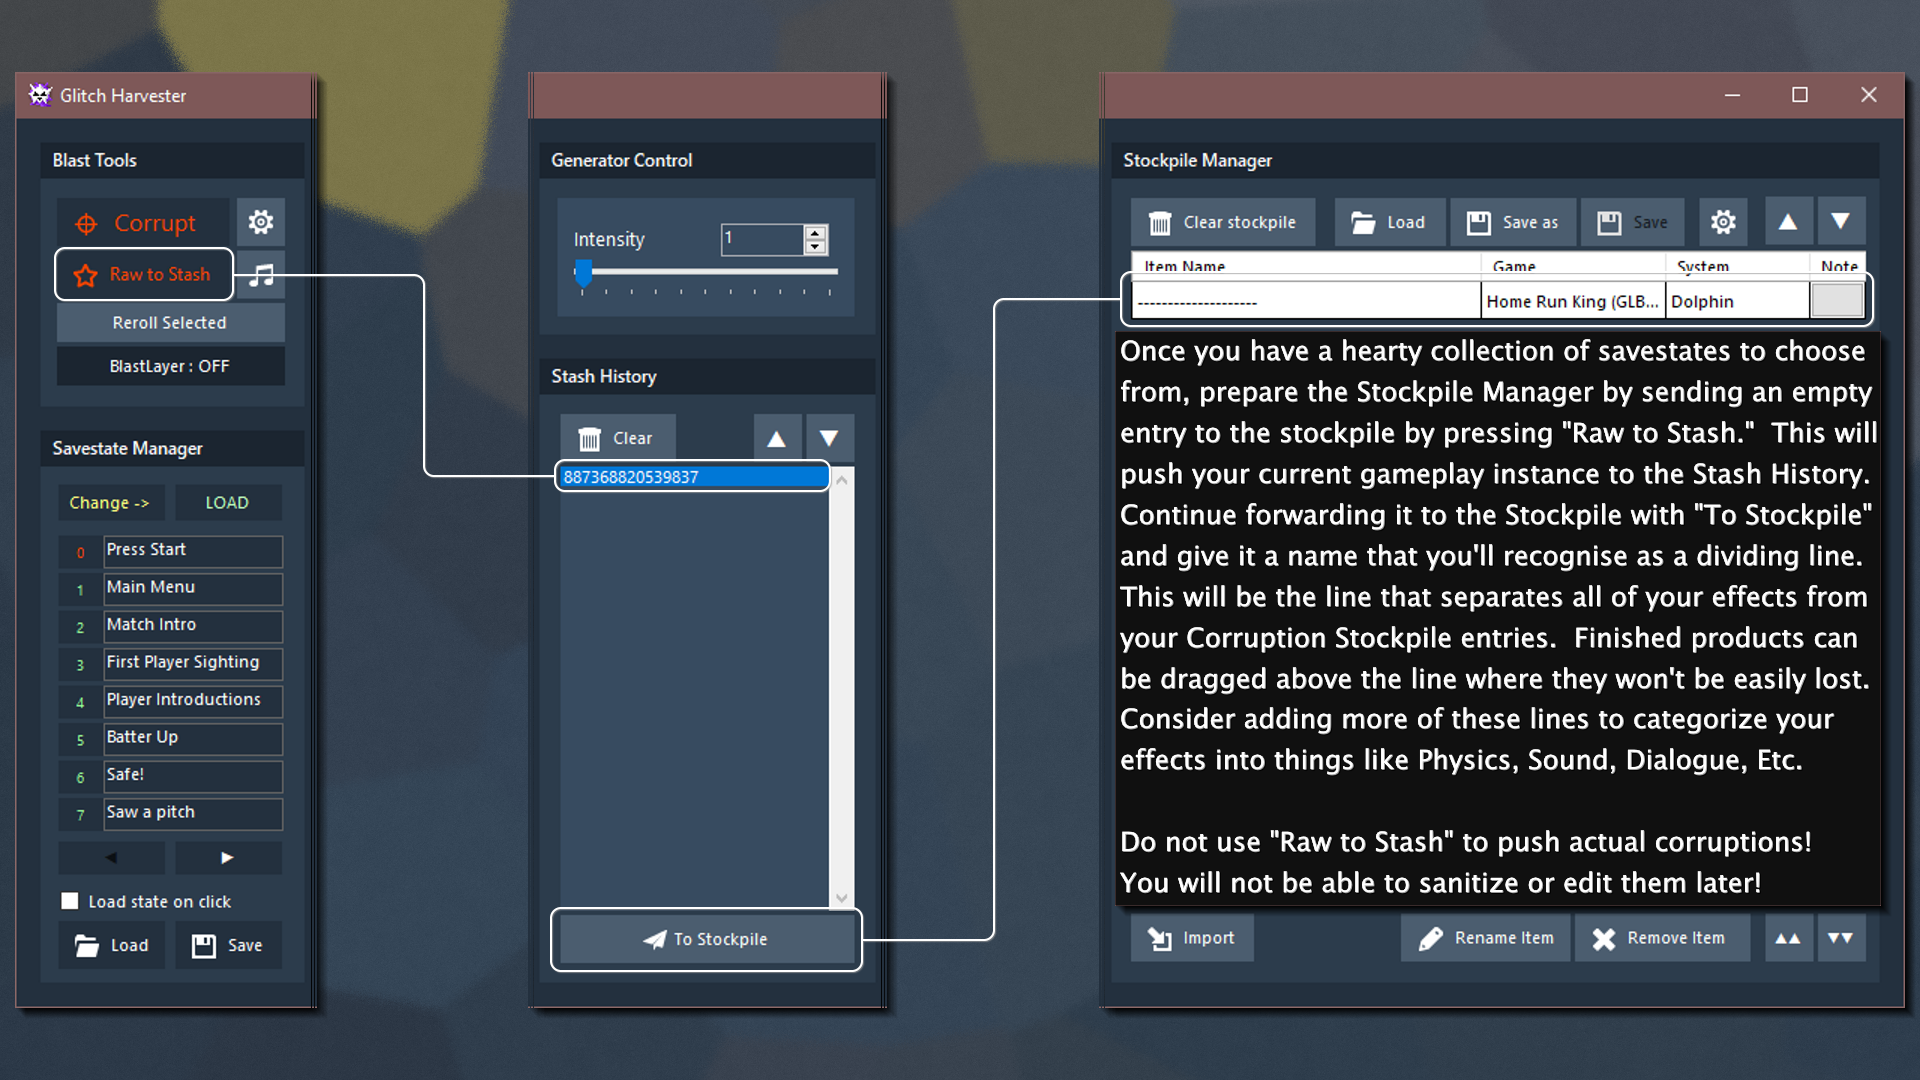 Glitch Harvester
Blast Tools
Corrupt
Raw to Stash
Reroll Selected
BlastLayer : OFF
Savestate Manager
Change -> LOAD
0 Press Start
1 Main Menu
2 Match Intro
3 First Player Sighting
4 Player Introductions
5 Batter Up
6 Safe!
7 Saw a pitch
Load state on click
Load Save
Generator Control
Intensity 1
Stash History
Clear
887368820539837
To Stockpile
Stockpile Manager
Clear stockpile Load Save as Save
Item Name Game System Note
-------------------- Home Run King (GLB... Dolphin
Once you have a hearty collection of savestates to choose
from, prepare the Stockpile Manager by sending an empty
entry to the stockpile by pressing "Raw to Stash." This will
push your current gameplay instance to the Stash History.
Continue forwarding it to the Stockpile with "To Stockpile"
and give it a name that you'll recognise as a dividing line.
This will be the line that separates all of your effects from
your Corruption Stockpile entries. Finished products can
be dragged above the line where they won't be easily lost.
Consider adding more of these lines to categorize your
effects into things like Physics, Sound, Dialogue, Etc.
Do not use "Raw to Stash" to push actual corruptions!
You will not be able to sanitize or edit them later!
Import Rename Item Remove Item